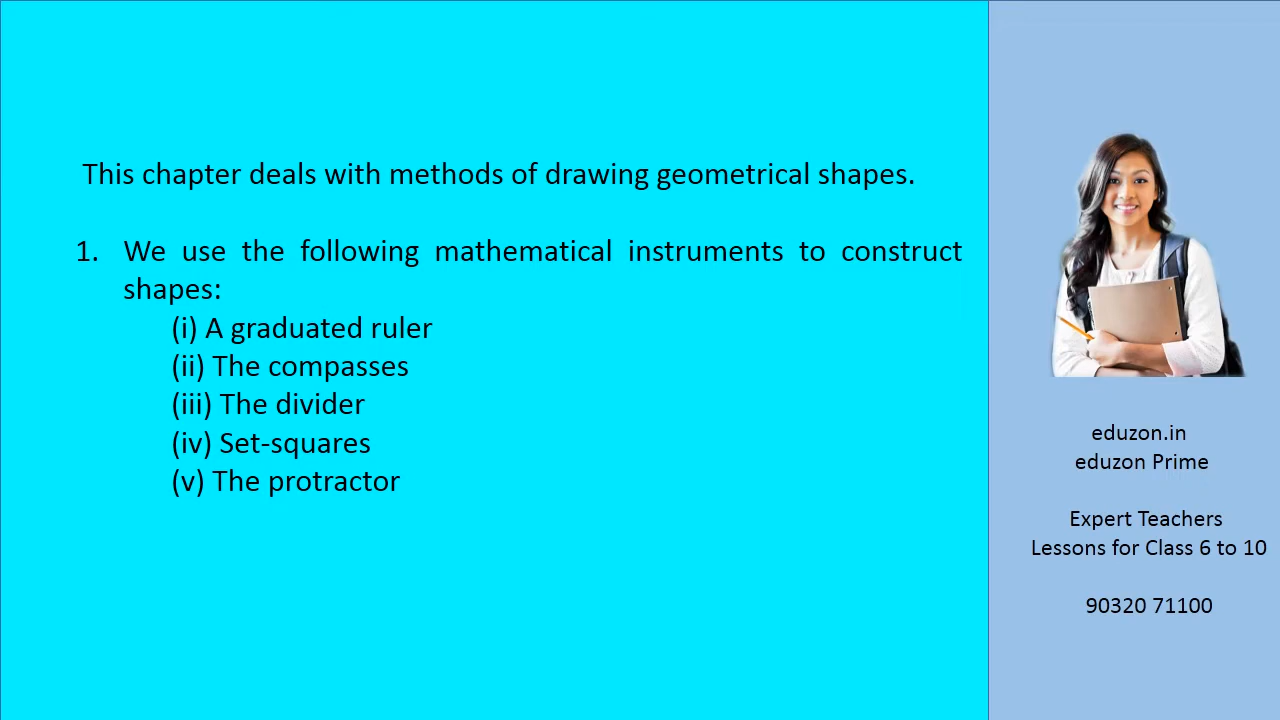 This chapter deals with methods of drawing geometrical shapes.
1. We use the following mathematical instruments to construct
shapes:
(i) A graduated ruler
(ii) The compasses
(iii) The divider
(iv) Set-squares
(v) The protractor
eduzon.in
eduzon Prime
Expert Teachers
Lessons for Class 6 to 10
90320 71100